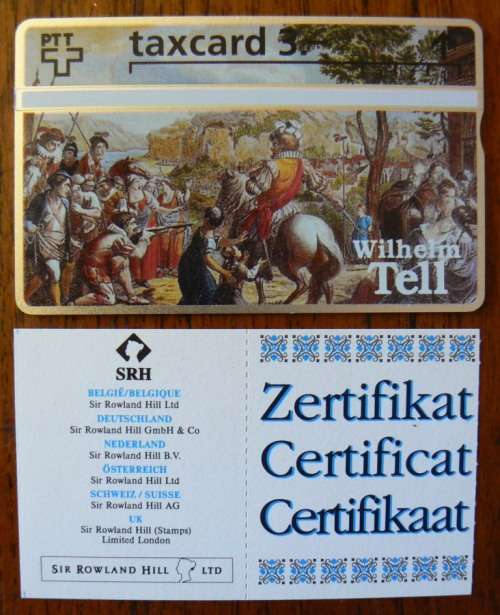 PTT
taxcard 5.-
Wilhelm
Tell
SRH
BELGIË/BELGIQUE
Sir Rowland Hill Ltd
DEUTSCHLAND
Sir Rowland Hill GmbH & Co
NEDERLAND
Sir Rowland Hill B.V.
ÖSTERREICH
Sir Rowland Hill Ltd
SCHWEIZ / SUISSE
Sir Rowland Hill AG
UK
Sir Rowland Hill (Stamps)
Limited London
SIR ROWLAND HILL LTD
Zertifikat
Certificat
Certifikaat